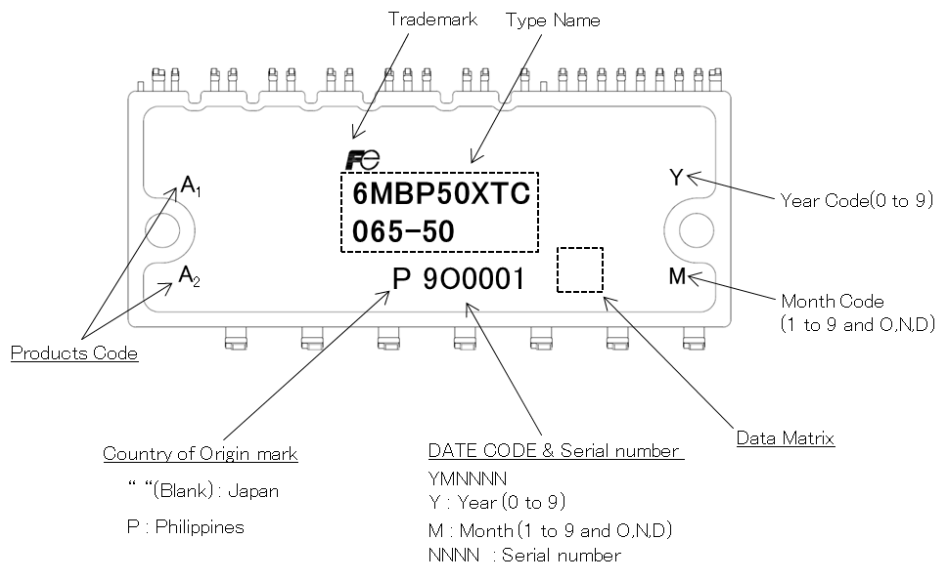 Trademark
Type Name
Fe
6MBP50XTC
065-50
A1
Y
Year Code(0 to 9)
A2
P 9O0001
M
Month Code
(1 to 9 and O,N,D)
Products Code
Country of Origin mark
“ “(Blank) : Japan
P : Philippines
DATE CODE & Serial number
YMNNNN
Y : Year (0 to 9)
M : Month (1 to 9 and O,N,D)
NNNN : Serial number
Data Matrix